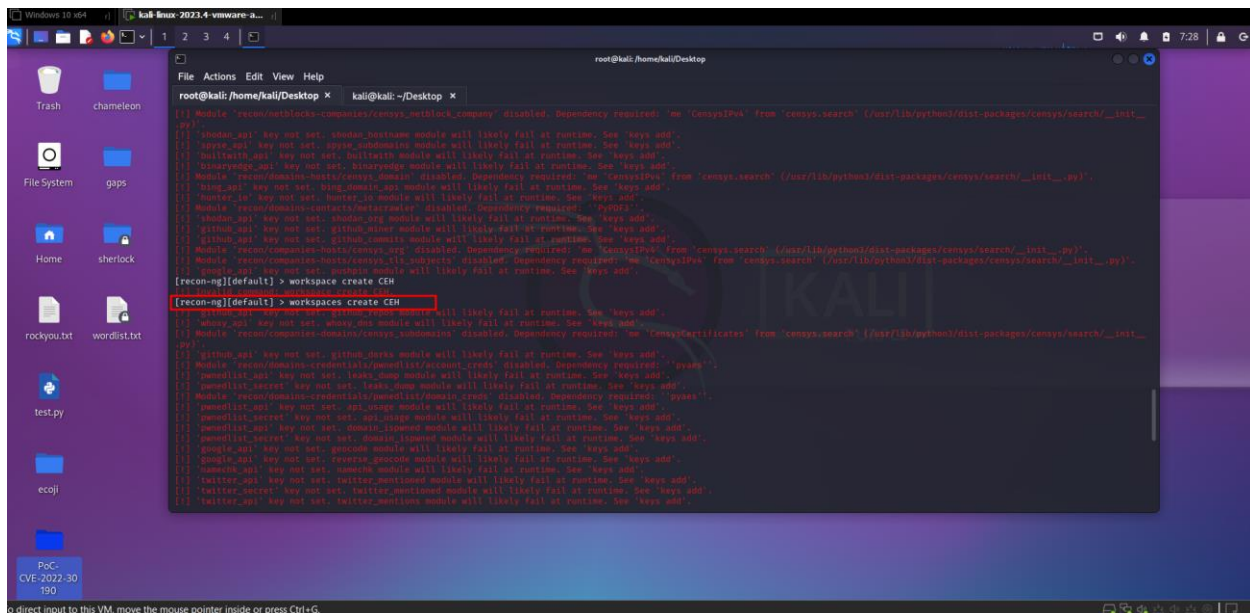 Windows 10 x64
kali-linux-2023.4-vmware-a...
1 2 3 4
7:28
root@kali: /home/kali/Desktop
File Actions Edit View Help
root@kali: /home/kali/Desktop ×
kali@kali: ~/Desktop ×
[!] Module 'recon/netblocks-companies/censys_netblock_company' disabled. Dependency required: 'me 'CensysIPv4' from 'censys.search' (/usr/lib/python3/dist-packages/censys/search/__init__
.py)'.
[!] 'shodan_api' key not set. shodan_hostname module will likely fail at runtime. See 'keys add'.
[!] 'spyse_api' key not set. spyse_subdomains module will likely fail at runtime. See 'keys add'.
[!] 'builtwith_api' key not set. builtwith module will likely fail at runtime. See 'keys add'.
[!] 'binaryedge_api' key not set. binaryedge module will likely fail at runtime. See 'keys add'.
[!] Module 'recon/domains-hosts/censys_domain' disabled. Dependency required: 'me 'CensysIPv4' from 'censys.search' (/usr/lib/python3/dist-packages/censys/search/__init__.py)'.
[!] 'bing_api' key not set. bing_domain_api module will likely fail at runtime. See 'keys add'.
[!] 'hunter_io' key not set. hunter_io module will likely fail at runtime. See 'keys add'.
[!] Module 'recon/domains-contacts/metacrawler' disabled. Dependency required: ''PyPDF3''.
[!] 'shodan_api' key not set. shodan_org module will likely fail at runtime. See 'keys add'.
[!] 'github_api' key not set. github_miner module will likely fail at runtime. See 'keys add'.
[!] 'github_api' key not set. github_commits module will likely fail at runtime. See 'keys add'.
[!] Module 'recon/companies-hosts/censys_org' disabled. Dependency required: 'me 'CensysIPv4' from 'censys.search' (/usr/lib/python3/dist-packages/censys/search/__init__.py)'.
[!] Module 'recon/companies-hosts/censys_tls_subjects' disabled. Dependency required: 'me 'CensysIPv4' from 'censys.search' (/usr/lib/python3/dist-packages/censys/search/__init__.py)'.
[!] 'google_api' key not set. pushpin module will likely fail at runtime. See 'keys add'.
[recon-ng][default] > workspace create CEH
[!] Invalid command: workspace create CEH.
[recon-ng][default] > workspaces create CEH
[!] 'github_api' key not set. github_repos module will likely fail at runtime. See 'keys add'.
[!] 'whoxy_api' key not set. whoxy_dns module will likely fail at runtime. See 'keys add'.
[!] Module 'recon/companies-domains/censys_subdomains' disabled. Dependency required: 'me 'CensysCertificates' from 'censys.search' (/usr/lib/python3/dist-packages/censys/search/__init__
.py)'.
[!] 'github_api' key not set. github_dorks module will likely fail at runtime. See 'keys add'.
[!] Module 'recon/domains-credentials/pwnedlist/account_creds' disabled. Dependency required: ''pyaes''.
[!] 'pwnedlist_api' key not set. leaks_dump module will likely fail at runtime. See 'keys add'.
[!] 'pwnedlist_secret' key not set. leaks_dump module will likely fail at runtime. See 'keys add'.
[!] Module 'recon/domains-credentials/pwnedlist/domain_creds' disabled. Dependency required: ''pyaes''.
[!] 'pwnedlist_api' key not set. api_usage module will likely fail at runtime. See 'keys add'.
[!] 'pwnedlist_secret' key not set. api_usage module will likely fail at runtime. See 'keys add'.
[!] 'pwnedlist_api' key not set. domain_ispwned module will likely fail at runtime. See 'keys add'.
[!] 'pwnedlist_secret' key not set. domain_ispwned module will likely fail at runtime. See 'keys add'.
[!] 'google_api' key not set. geocode module will likely fail at runtime. See 'keys add'.
[!] 'google_api' key not set. reverse_geocode module will likely fail at runtime. See 'keys add'.
[!] 'namechk_api' key not set. namechk module will likely fail at runtime. See 'keys add'.
[!] 'twitter_api' key not set. twitter_mentioned module will likely fail at runtime. See 'keys add'.
[!] 'twitter_secret' key not set. twitter_mentioned module will likely fail at runtime. See 'keys add'.
[!] 'twitter_api' key not set. twitter_mentions module will likely fail at runtime. See 'keys add'.
KALI
Trash
chameleon
File System
gaps
Home
sherlock
rockyou.txt
wordlist.txt
test.py
ecoji
PoC-
CVE-2022-30
190
o direct input to this VM, move the mouse pointer inside or press Ctrl+G.